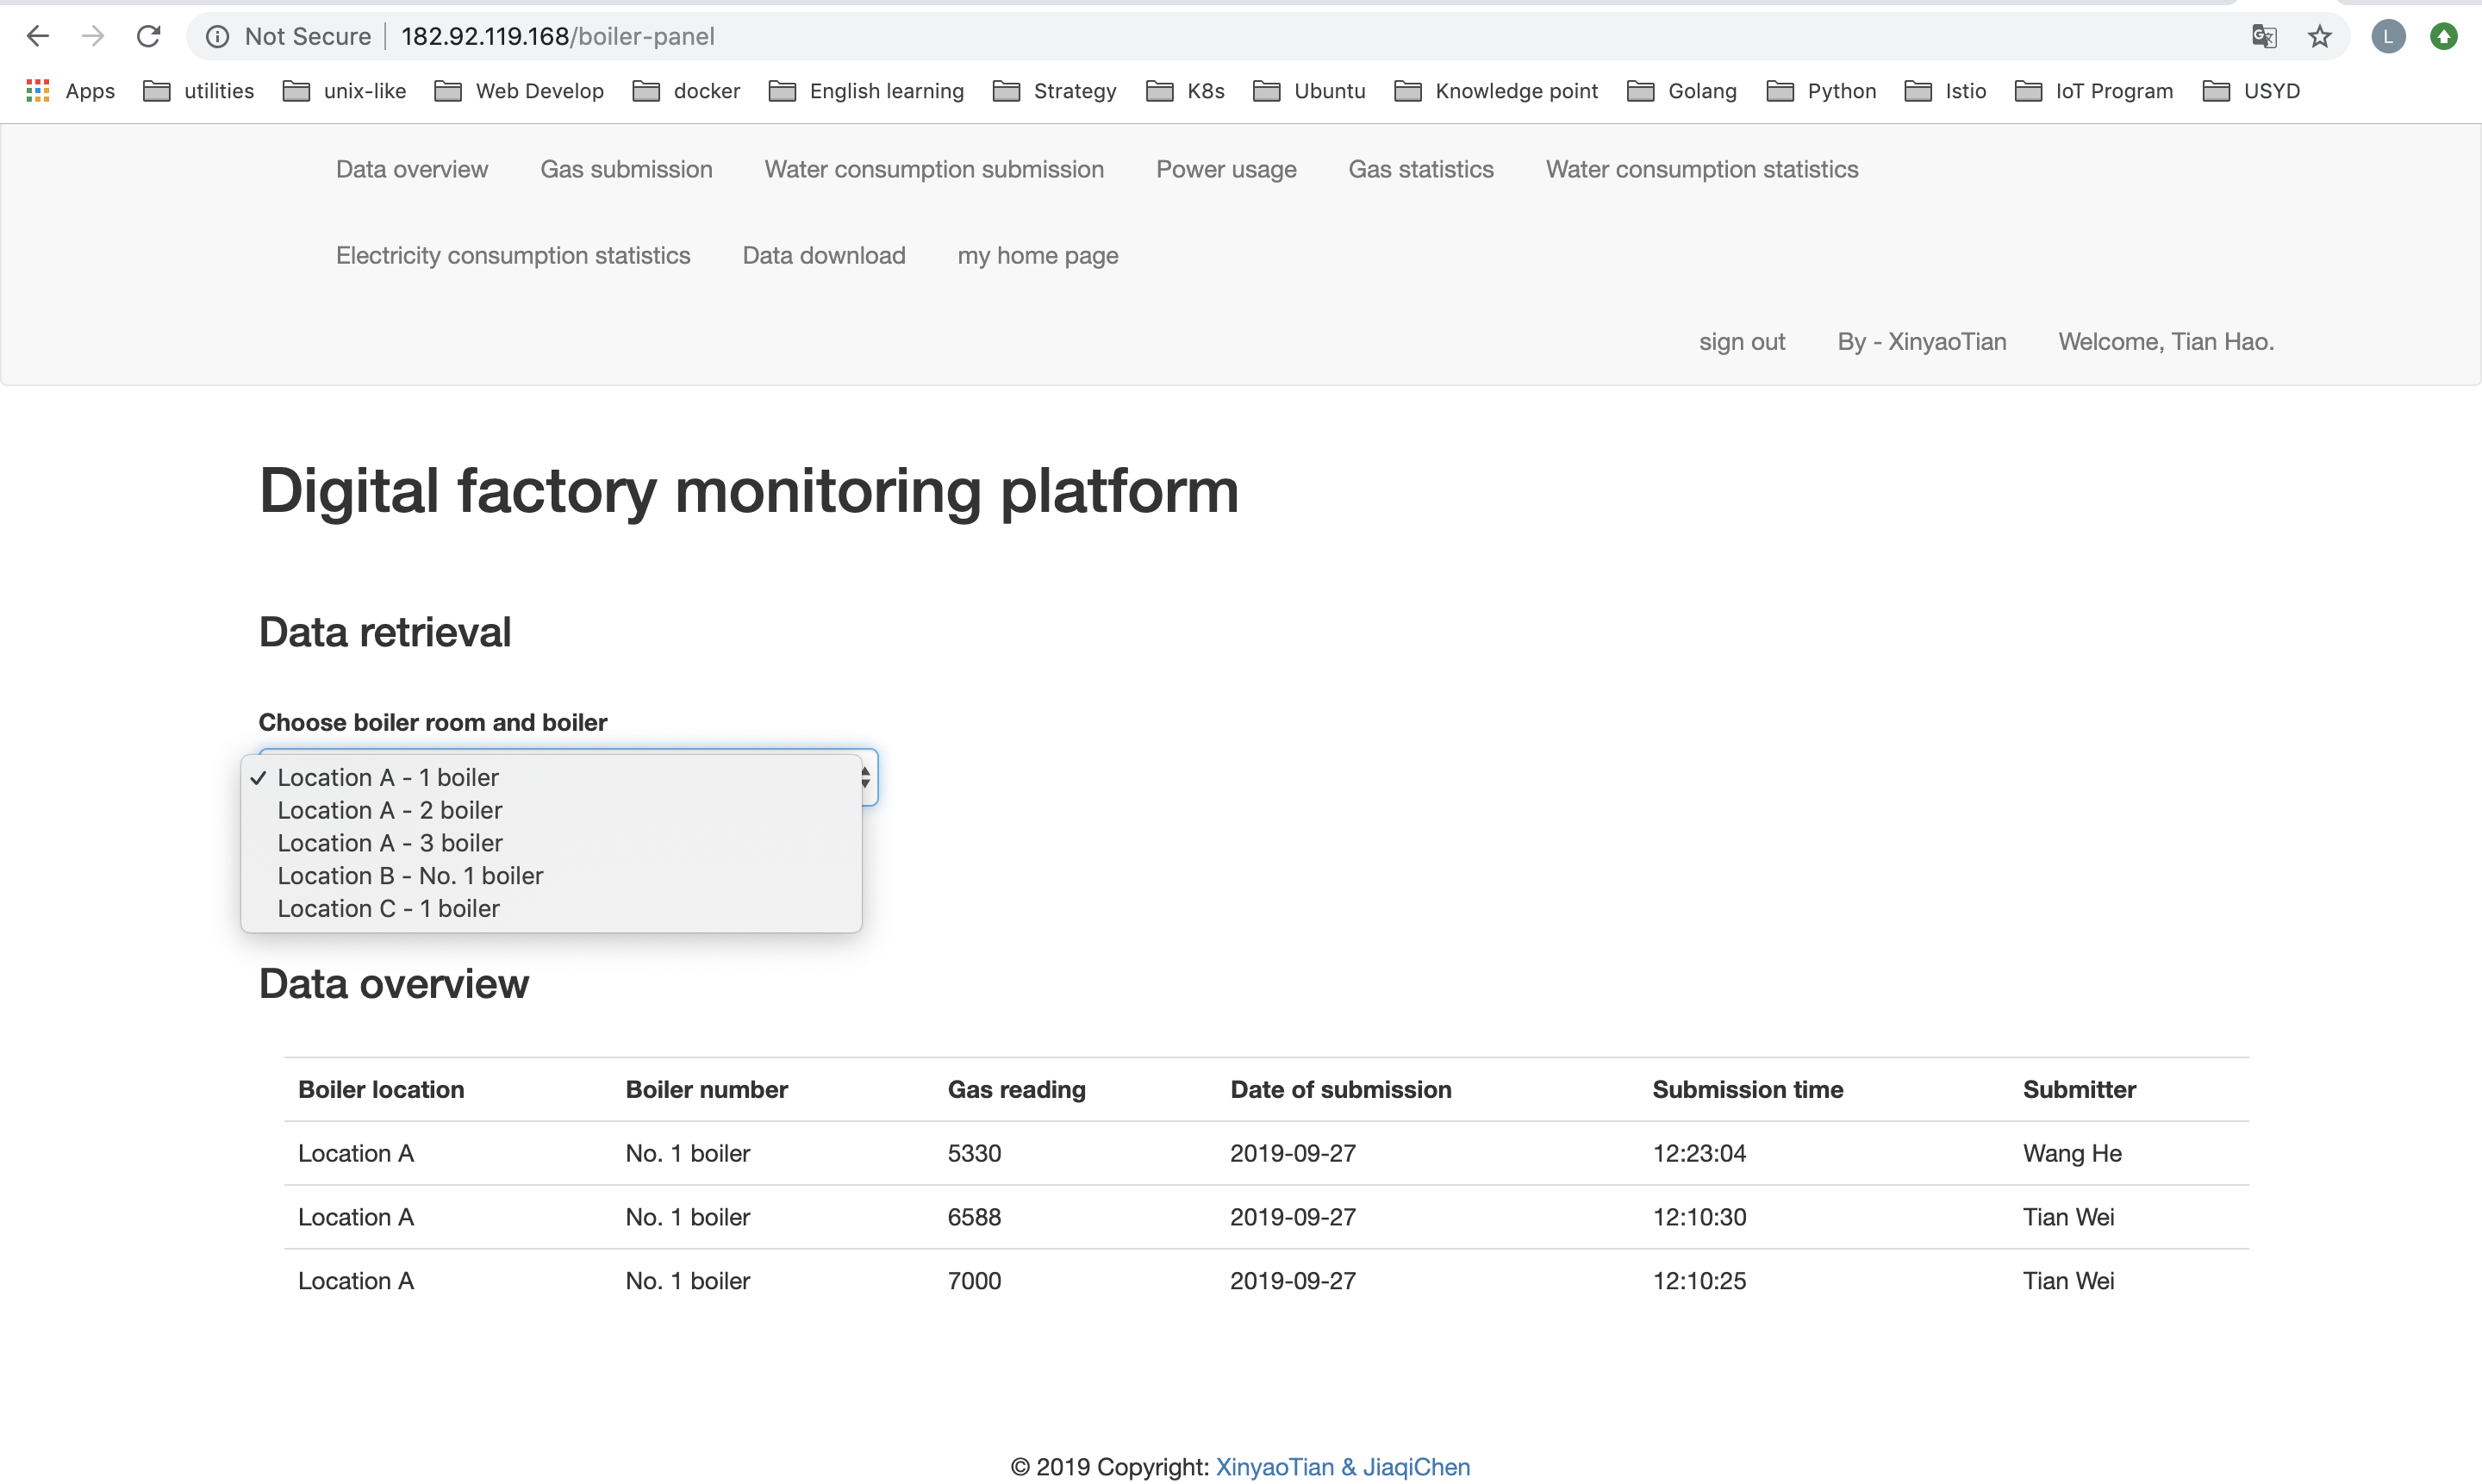 Not Secure 182.92.119.168/boiler-panel L
Apps utilities unix-like Web Develop docker English learning Strategy K8s Ubuntu Knowledge point Golang Python Istio IoT Program USYD
Data overview Gas submission Water consumption submission Power usage Gas statistics Water consumption statistics
Electricity consumption statistics Data download my home page
sign out By - XinyaoTian Welcome, Tian Hao.
Digital factory monitoring platform
Data retrieval
Choose boiler room and boiler
✓ Location A - 1 boiler
Location A - 2 boiler
Location A - 3 boiler
Location B - No. 1 boiler
Location C - 1 boiler
Data overview
Boiler location Boiler number Gas reading Date of submission Submission time Submitter
Location A No. 1 boiler 5330 2019-09-27 12:23:04 Wang He
Location A No. 1 boiler 6588 2019-09-27 12:10:30 Tian Wei
Location A No. 1 boiler 7000 2019-09-27 12:10:25 Tian Wei
© 2019 Copyright: XinyaoTian & JiaqiChen